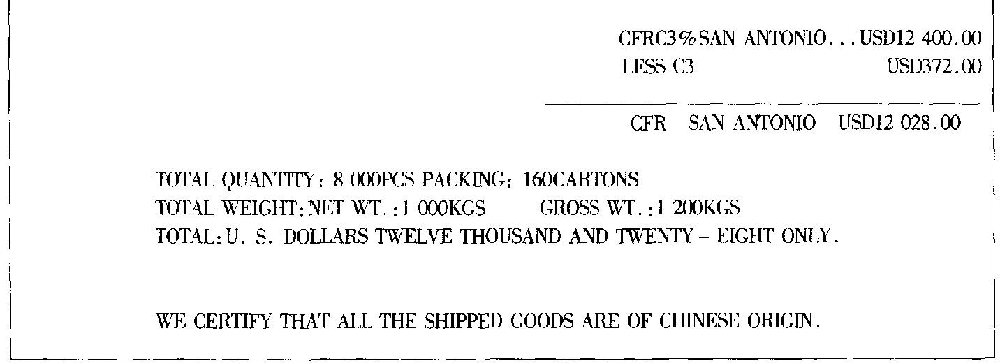 CFRC3%SAN ANTONIO...USD12 400.00
LESS C3 USD372.00
CFR SAN ANTONIO USD12 028.00
TOTAL QUANTITY: 8 000PCS PACKING: 160CARTONS
TOTAL WEIGHT:NET WT.:1 000KGS GROSS WT.:1 200KGS
TOTAL:U. S. DOLLARS TWELVE THOUSAND AND TWENTY – EIGHT ONLY.
WE CERTIFY THAT ALL THE SHIPPED GOODS ARE OF CHINESE ORIGIN.